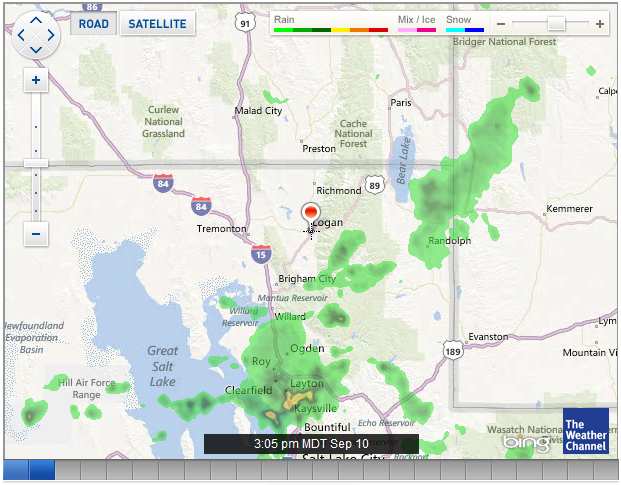 86
ROAD
SATELLITE
91
Rain
Mix / Ice
Snow
Bridger National Forest
Paris
Malad City
Curlew
National
Grassland
Cache
National
Forest
Preston
Bear Lake
84
Richmond
89
84
Logan
Kemmerer
Tremonton
Randolph
15
Brigham City
Mantua Reservoir
Willard
Reservoir
Willard
Newfoundland
Evaporation
Basin
Evanston
Great
Salt
Lake
Ogden
189
Mountain Vi
Roy
Hill Air Force
Range
Clearfield
Layton
Kaysville
Bountiful
Echo Reservoir
Wasatch Nation
3:05 pm MDT Sep 10
bing
The
Weather
Channel
Salt Lake City
Rockport